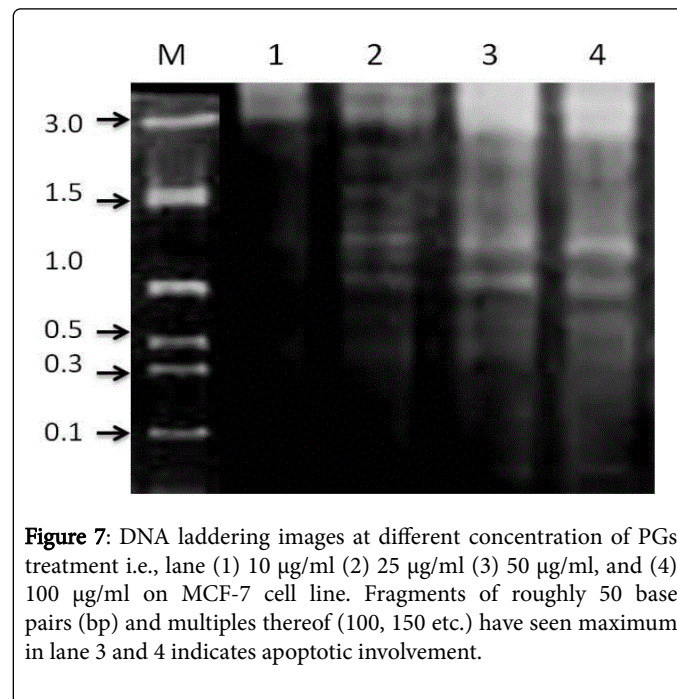 M 1 2 3 4
3.0
1.5
1.0
0.5
0.3
0.1
Figure 7: DNA laddering images at different concentration of PGs
treatment i.e., lane (1) 10 µg/ml (2) 25 µg/ml (3) 50 µg/ml, and (4)
100 µg/ml on MCF-7 cell line. Fragments of roughly 50 base
pairs (bp) and multiples thereof (100, 150 etc.) have seen maximum
in lane 3 and 4 indicates apoptotic involvement.